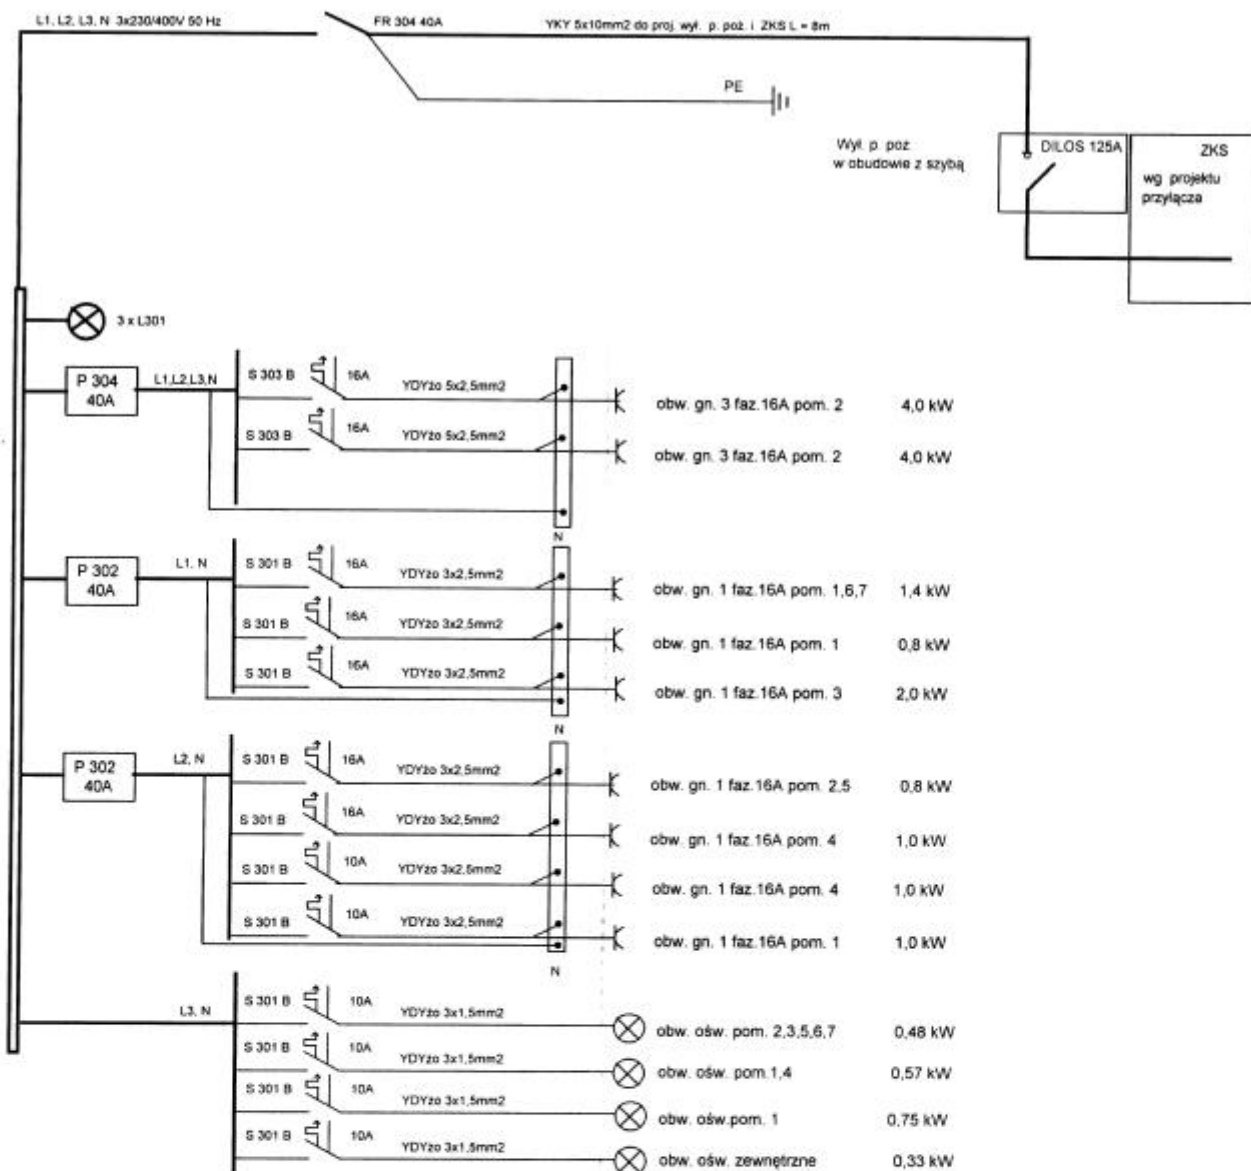 L1, L2, L3, N 3x230/400V 50 Hz
FR 304 40A
YKY 5x10mm2 do proj. wył. p. poż. i ZKS L = 8m
PE
Wył. p. poż
w obudowie z szybą
DILOS 125A
ZKS
wg projektu
przyłącza
3 x L301
P 304
40A
L1,L2,L3,N
S 303 B
16A
YDYżo 5x2,5mm2
obw. gn. 3 faz.16A pom. 2
4,0 kW
S 303 B
16A
YDYżo 5x2,5mm2
obw. gn. 3 faz.16A pom. 2
4,0 kW
N
P 302
40A
L1, N
S 301 B
16A
YDYżo 3x2,5mm2
obw. gn. 1 faz.16A pom. 1,6,7
1,4 kW
S 301 B
16A
YDYżo 3x2,5mm2
obw. gn. 1 faz.16A pom. 1
0,8 kW
S 301 B
16A
YDYżo 3x2,5mm2
obw. gn. 1 faz.16A pom. 3
2,0 kW
N
P 302
40A
L2, N
S 301 B
16A
YDYżo 3x2,5mm2
obw. gn. 1 faz.16A pom. 2,5
0,8 kW
S 301 B
16A
YDYżo 3x2,5mm2
obw. gn. 1 faz.16A pom. 4
1,0 kW
S 301 B
10A
YDYżo 3x2,5mm2
obw. gn. 1 faz.16A pom. 4
1,0 kW
S 301 B
10A
YDYżo 3x2,5mm2
obw. gn. 1 faz.16A pom. 1
1,0 kW
N
L3, N
S 301 B
10A
YDYżo 3x1,5mm2
obw. ośw. pom. 2,3,5,6,7
0,48 kW
S 301 B
10A
YDYżo 3x1,5mm2
obw. ośw. pom.1,4
0,57 kW
S 301 B
10A
YDYżo 3x1,5mm2
obw. ośw.pom. 1
0,75 kW
S 301 B
10A
YDYżo 3x1,5mm2
obw. ośw. zewnętrzne
0,33 kW